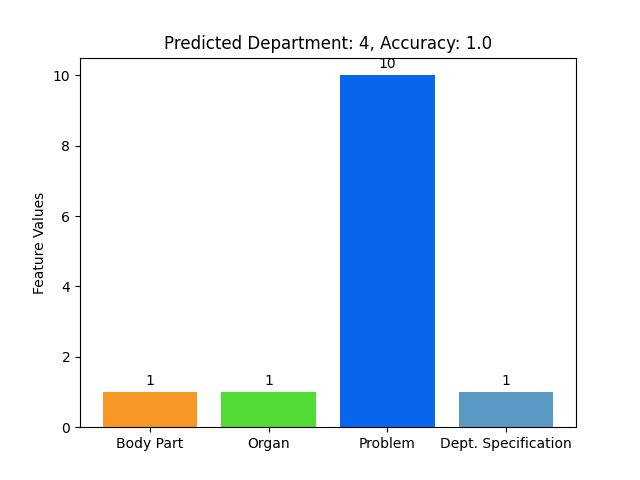 Predicted Department: 4, Accuracy: 1.0
Feature Values
10
8
6
4
2
0
1
1
10
1
Body Part
Organ
Problem
Dept. Specification